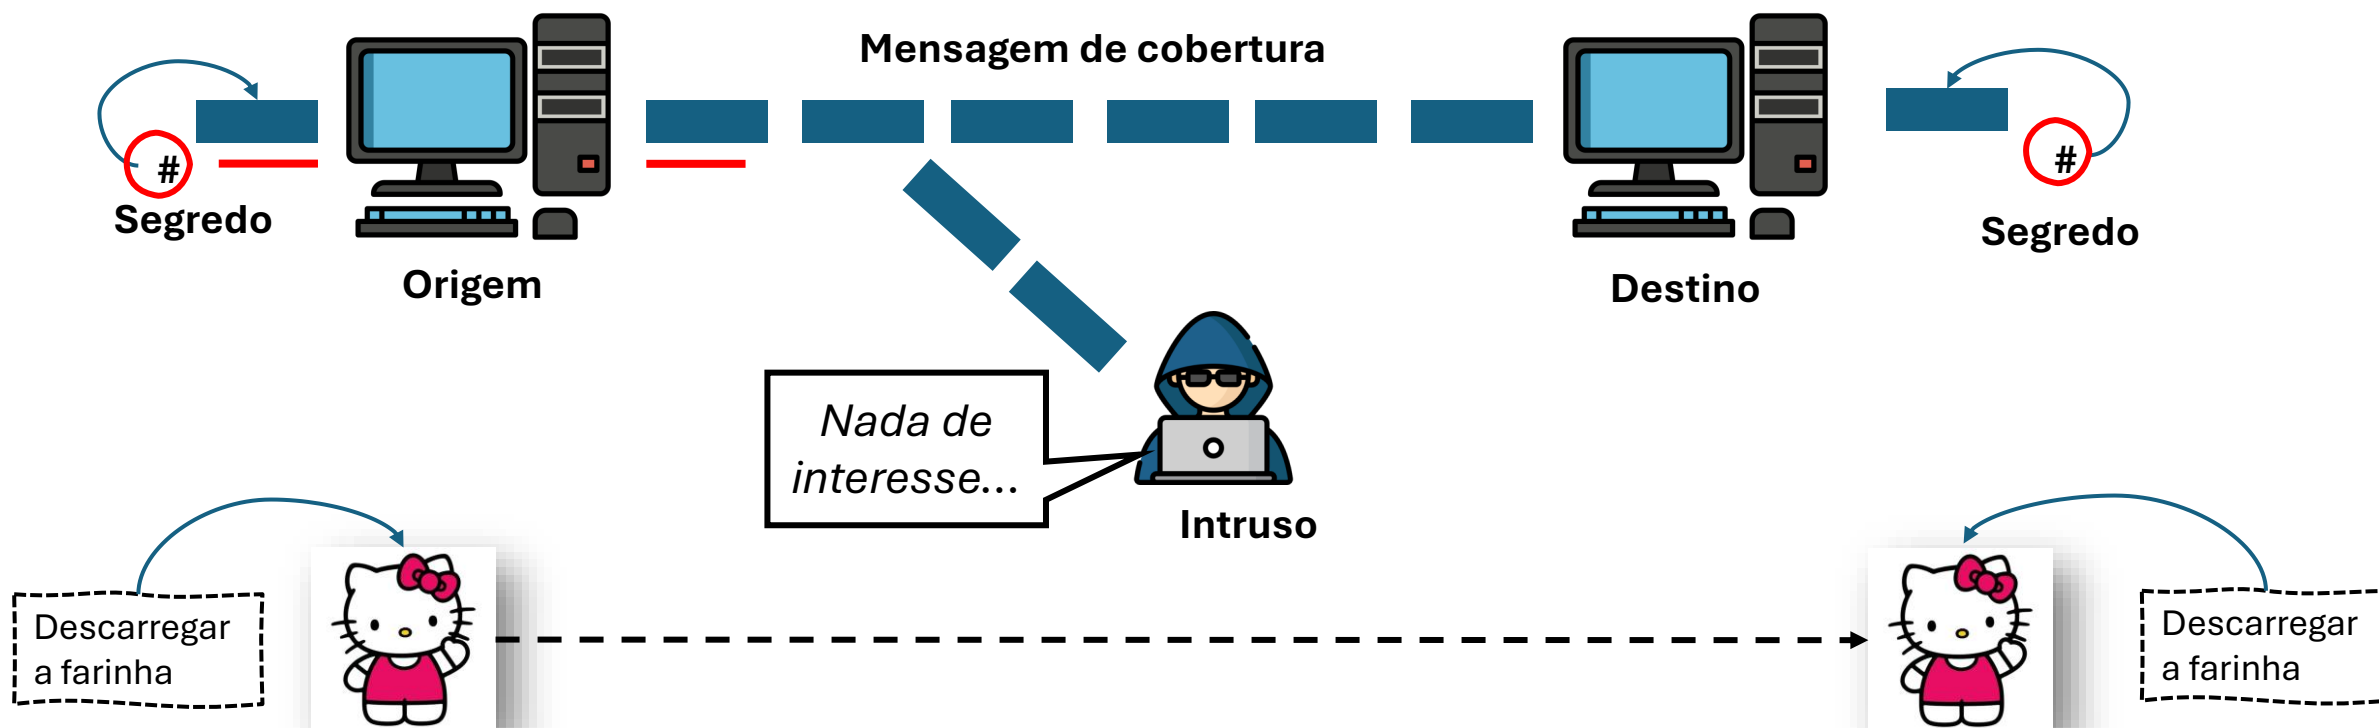 Mensagem de cobertura
#
Segredo
Origem
Destino
#
Segredo
Nada de
interesse...
Intruso
Descarregar
a farinha
Descarregar
a farinha